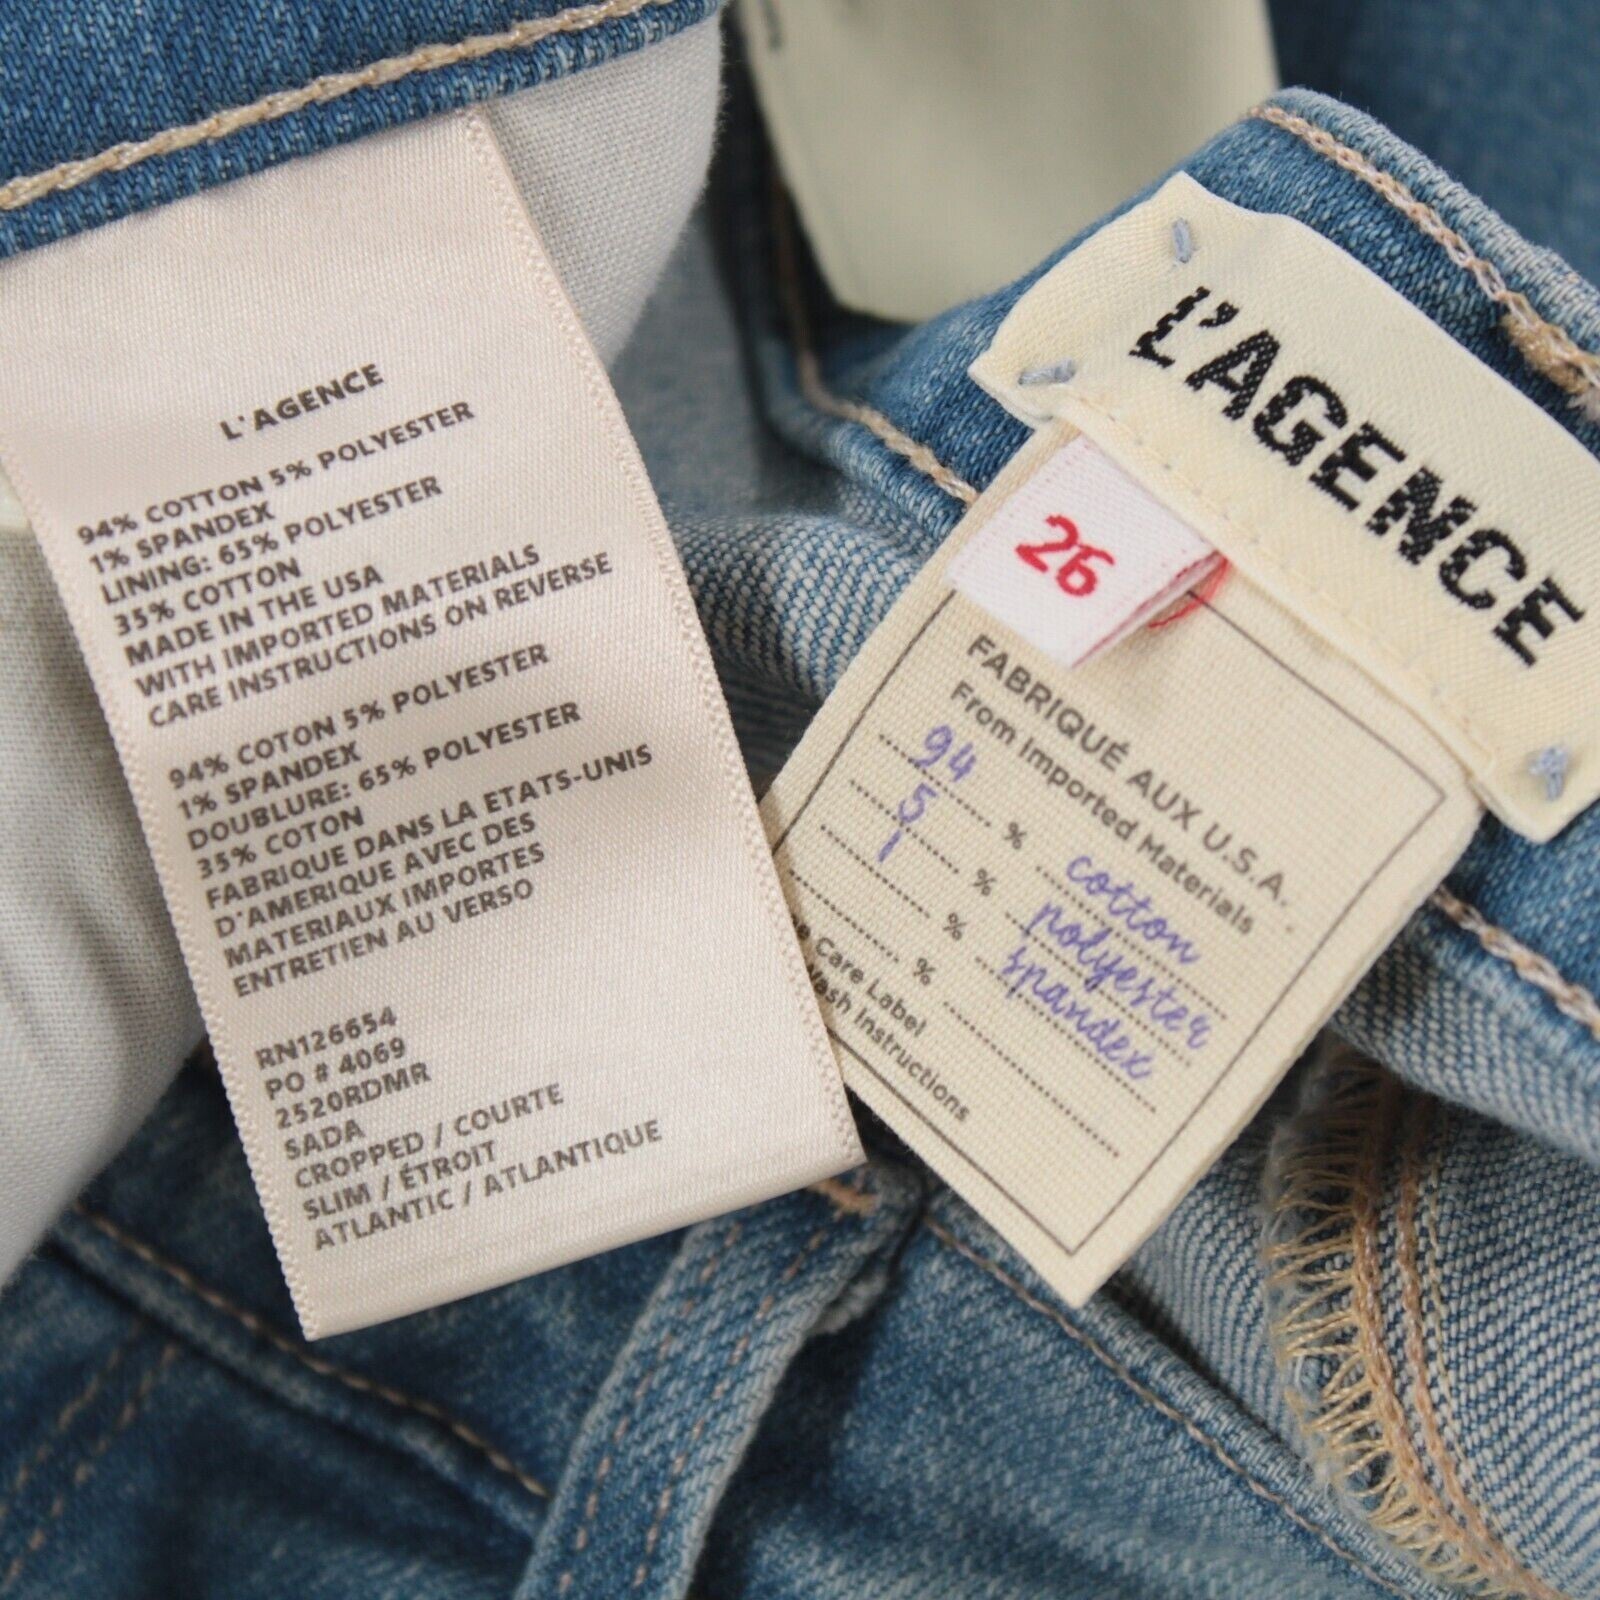 L'AGENCE
94% COTTON 5% POLYESTER
1% SPANDEX
LINING: 65% POLYESTER
35% COTTON
MADE IN THE USA
WITH IMPORTED MATERIALS
CARE INSTRUCTIONS ON REVERSE
94% COTON 5% POLYESTER
1% SPANDEX
DOUBLURE: 65% POLYESTER
35% COTON
FABRIQUE DANS LA ETATS-UNIS
D'AMERIQUE AVEC DES
MATERIAUX IMPORTES
ENTRETIEN AU VERSO
RN126654
PO # 4069
2520RDMR
SADA
CROPPED / COURTE
SLIM / ÉTROIT
ATLANTIC / ATLANTIQUE
L'AGENCE
26
FABRIQUÉ AUX U.S.A.
From Imported Materials
94 % cotton
5 % polyester
1 % spandex
%
Care Label
Instructions